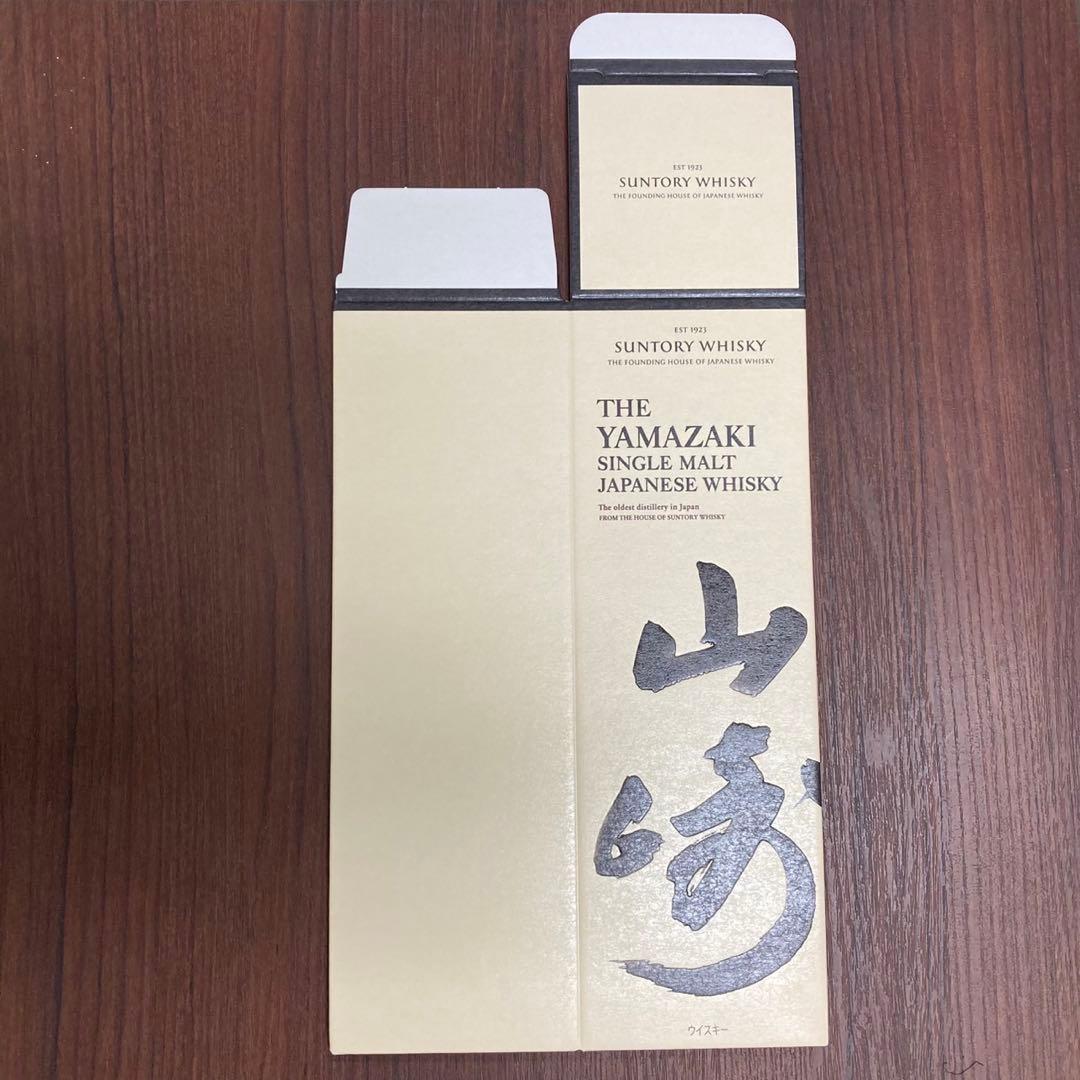 EST 1923
SUNTORY WHISKY
THE FOUNDING HOUSE OF JAPANESE WHISKY
EST 1923
SUNTORY WHISKY
THE FOUNDING HOUSE OF JAPANESE WHISKY
THE
YAMAZAKI
SINGLE MALT
JAPANESE WHISKY
The oldest distillery in Japan
FROM THE HOUSE OF SUNTORY WHISKY
山
崎
ウイスキー